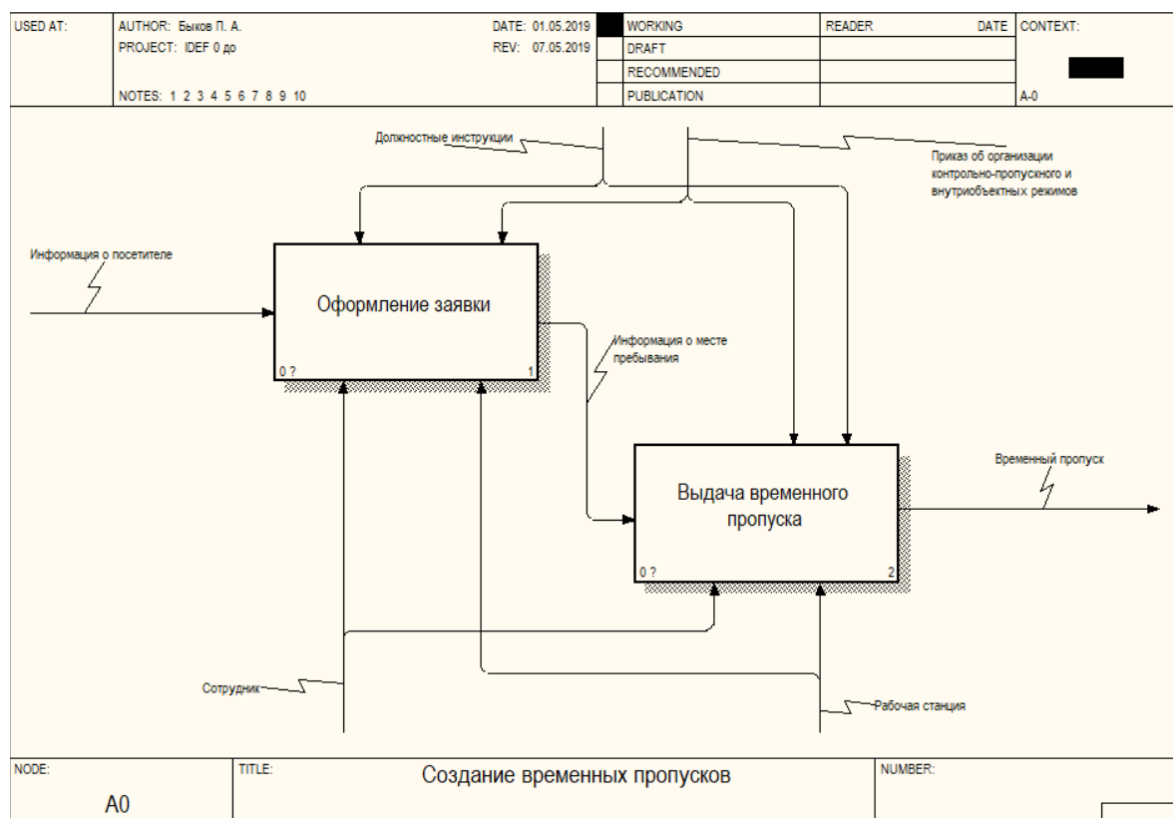 USED AT:
AUTHOR: Быков П. А.
DATE: 01.05.2019
WORKING
READER
DATE
CONTEXT:
PROJECT: IDEF 0 до
REV: 07.05.2019
DRAFT
RECOMMENDED
NOTES: 1 2 3 4 5 6 7 8 9 10
PUBLICATION
A-0
Должностные инструкции
Приказ об организации
контрольно-пропускного и
внутриобъектных режимов
Информация о посетителе
Оформление заявки
0 ?
1
Информация о месте
пребывания
Временный пропуск
Выдача временного
пропуска
0 ?
2
Сотрудник
Рабочая станция
NODE:
TITLE:
Создание временных пропусков
NUMBER:
A0